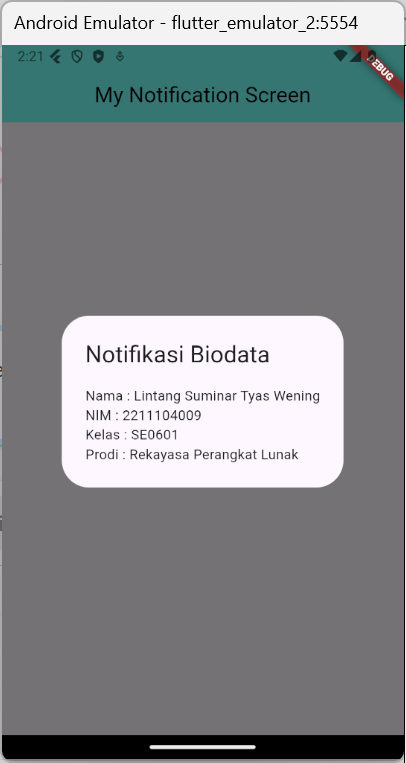 Android Emulator - flutter_emulator_2:5554
2:21
DEBUG
My Notification Screen
Notifikasi Biodata
Nama : Lintang Suminar Tyas Wening
NIM : 2211104009
Kelas : SE0601
Prodi : Rekayasa Perangkat Lunak